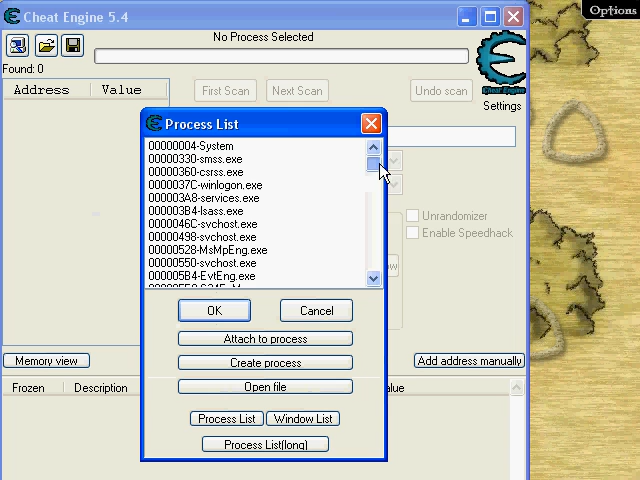 Cheat Engine 5.4
Options
No Process Selected
Found: 0
Address Value
First Scan Next Scan Undo scan
Cheat Engine
Settings
Process List
00000004-System
00000330-smss.exe
00000360-csrss.exe
0000037C-winlogon.exe
000003A8-services.exe
000003B4-lsass.exe
0000046C-svchost.exe
00000498-svchost.exe
00000528-MsMpEng.exe
00000550-svchost.exe
000005B4-EvtEng.exe
Unrandomizer
Enable Speedhack
OK Cancel
Attach to process
Create process
Open file
Memory view
Add address manually
Frozen Description
Process List Window List
Process List(long)